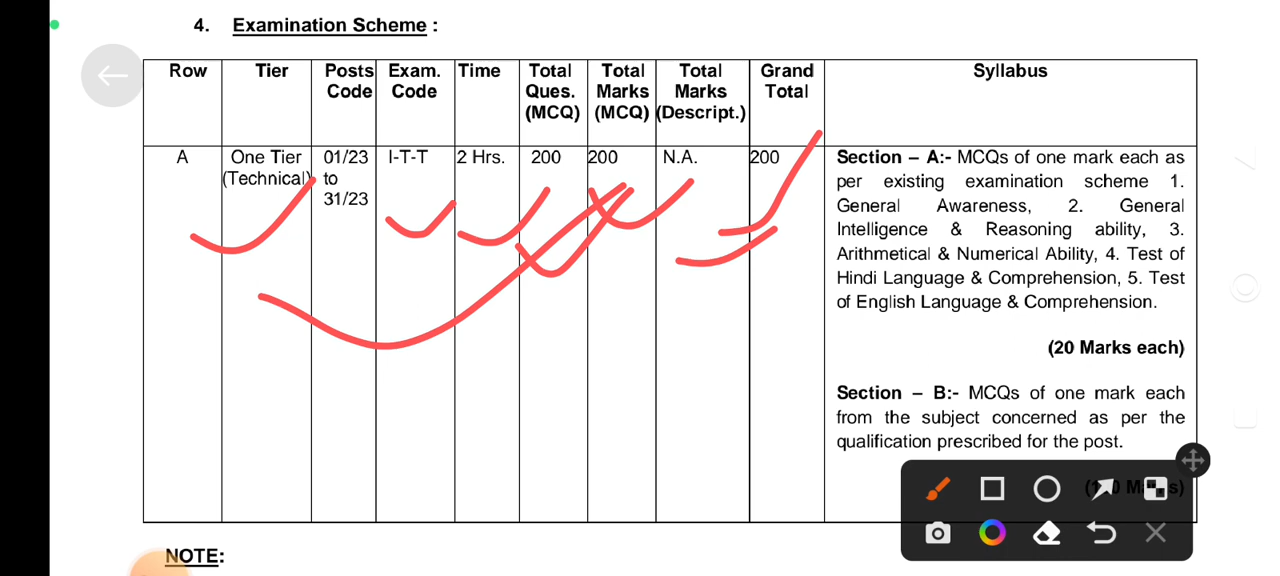 4. Examination Scheme :
Row Tier Posts Code Exam. Code Time Total Ques. (MCQ) Total Marks (MCQ) Total Marks (Descript.) Grand Total Syllabus
A One Tier (Technical) 01/23 to 31/23 I-T-T 2 Hrs. 200 200 N.A. 200
Section – A:- MCQs of one mark each as
per existing examination scheme 1.
General Awareness, 2. General
Intelligence & Reasoning ability, 3.
Arithmetical & Numerical Ability, 4. Test of
Hindi Language & Comprehension, 5. Test
of English Language & Comprehension.
(20 Marks each)
Section – B:- MCQs of one mark each
from the subject concerned as per the
qualification prescribed for the post.
NOTE: